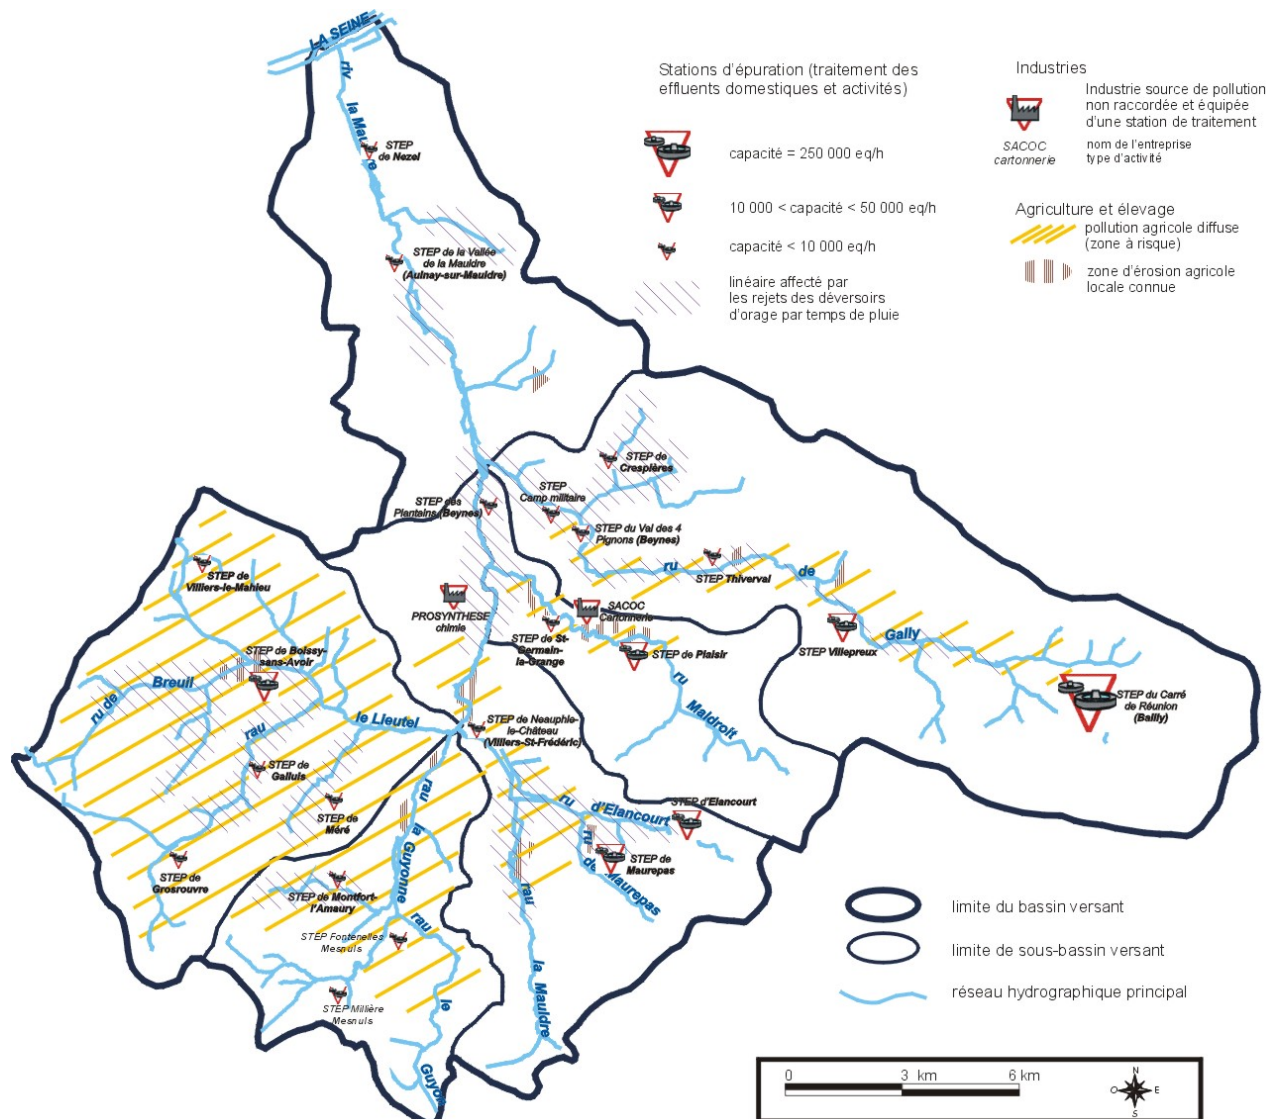 LA SEINE
riv
la Mau
e
STEP
de Nezel
STEP de la Vallée
de la Mauldre
(Aulnay-sur-Mauldre)
Stations d'épuration (traitement des
effluents domestiques et activités)
capacité = 250 000 eq/h
10 000 < capacité < 50 000 eq/h
capacité < 10 000 eq/h
linéaire affecté par
les rejets des déversoirs
d'orage par temps de pluie
Industries
Industrie source de pollution
non raccordée et équipée
d'une station de traitement
SACOC
cartonnerie
nom de l'entreprise
type d'activité
Agriculture et élevage
pollution agricole diffuse
(zone à risque)
zone d'érosion agricole
locale connue
STEP de
Crespières
STEP
Camp militaire
STEP des
Plantains (Beynes)
STEP du Val des 4
Pignons (Beynes)
STEP Thiverval
ru
de
Gally
STEP Villepreux
STEP du Carré
de Réunion
(Bailly)
STEP de
Villiers-le-Mahieu
PROSYNTHESE
chimie
SACOC
Cartonnerie
STEP de St-
Germain-
la-Grange
STEP de Plaisir
ru
Maldroit
STEP de Boissy-
sans-Avoir
ru de
Breuil
rau
le Lieutel
STEP de Neauphle-
le-Château
(Villiers-St-Frédéric)
STEP de
Galluis
STEP de
Méré
STEP de
Grosrouvre
rau
la Guyonne
ru
d'Elancourt
STEP d'Elancourt
ru
de Maurepas
STEP de
Maurepas
STEP de Montfort-
l'Amaury
STEP Fontenelles
Mesnuls
STEP Millière
Mesnuls
rau
le
Guyon
rau
la Mauldre
limite du bassin versant
limite de sous-bassin versant
réseau hydrographique principal
0
3 km
6 km
N
O
E
S